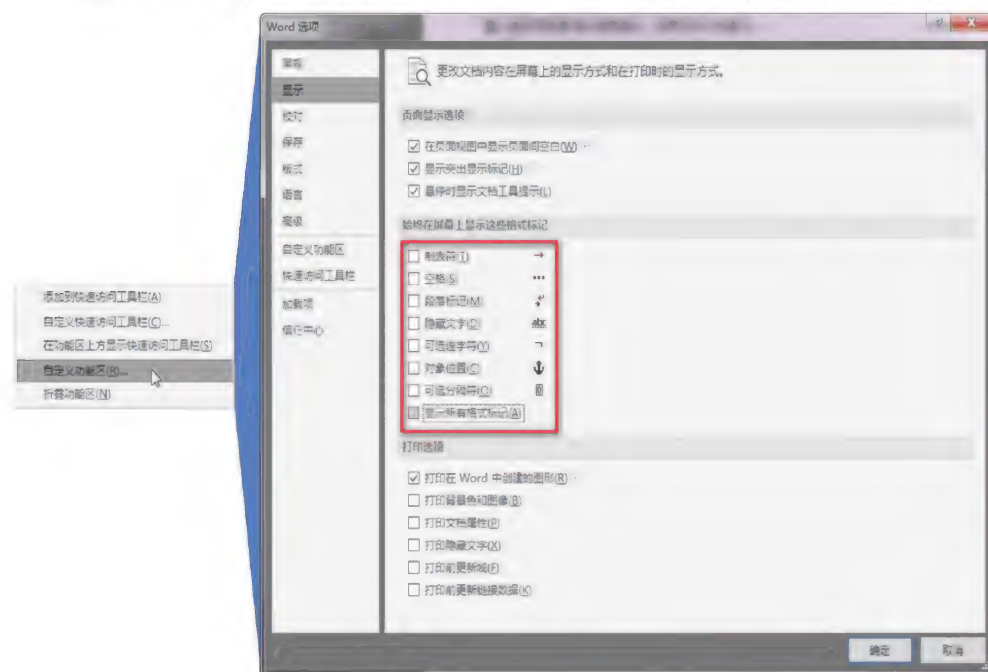 添加到快速访问工具栏(A)
自定义快速访问工具栏(C)...
在功能区上方显示快速访问工具栏(S)
自定义功能区(R)...
折叠功能区(N)
Word 选项
常规
显示
校对
保存
版式
语言
高级
自定义功能区
快速访问工具栏
加载项
信任中心
更改文档内容在屏幕上的显示方式和在打印时的显示方式。
页面显示选项
在页面视图中显示页面间空白(W)
显示突出显示标记(H)
悬停时显示文档工具提示(L)
始终在屏幕上显示这些格式标记
制表符(T)
空格(S)
段落标记(M)
隐藏文字(D) abc
可选连字符(Y)
对象位置(C)
可选分隔符(O)
显示所有格式标记(A)
打印选项
打印在 Word 中创建的图形(R)
打印背景色和图像(B)
打印文档属性(P)
打印隐藏文字(X)
打印前更新域(F)
打印前更新链接数据(K)
确定
取消